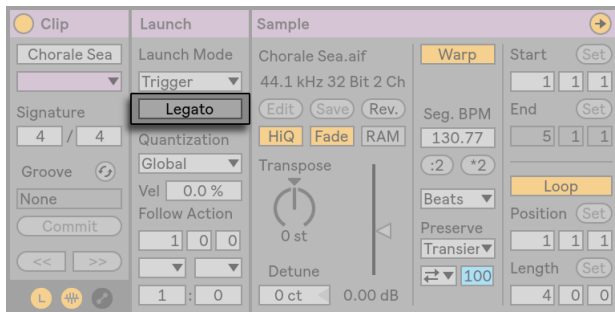 Clip
Launch
Sample
Chorale Sea
Signature
4 / 4
Groove
None
Commit
<< >>
L
Launch Mode
Trigger
Legato
Quantization
Global
Vel 0.0 %
Follow Action
1 0 0
1 : 0
Chorale Sea.aif
44.1 kHz 32 Bit 2 Ch
Edit Save Rev.
HiQ Fade RAM
Transpose
0 st
Detune
0 ct 0.00 dB
Warp
Seg. BPM
130.77
:2 *2
Beats
Preserve
Transier
100
Start Set
1 1 1
End Set
5 1 1
Loop
Position Set
1 1 1
Length Set
4 0 0